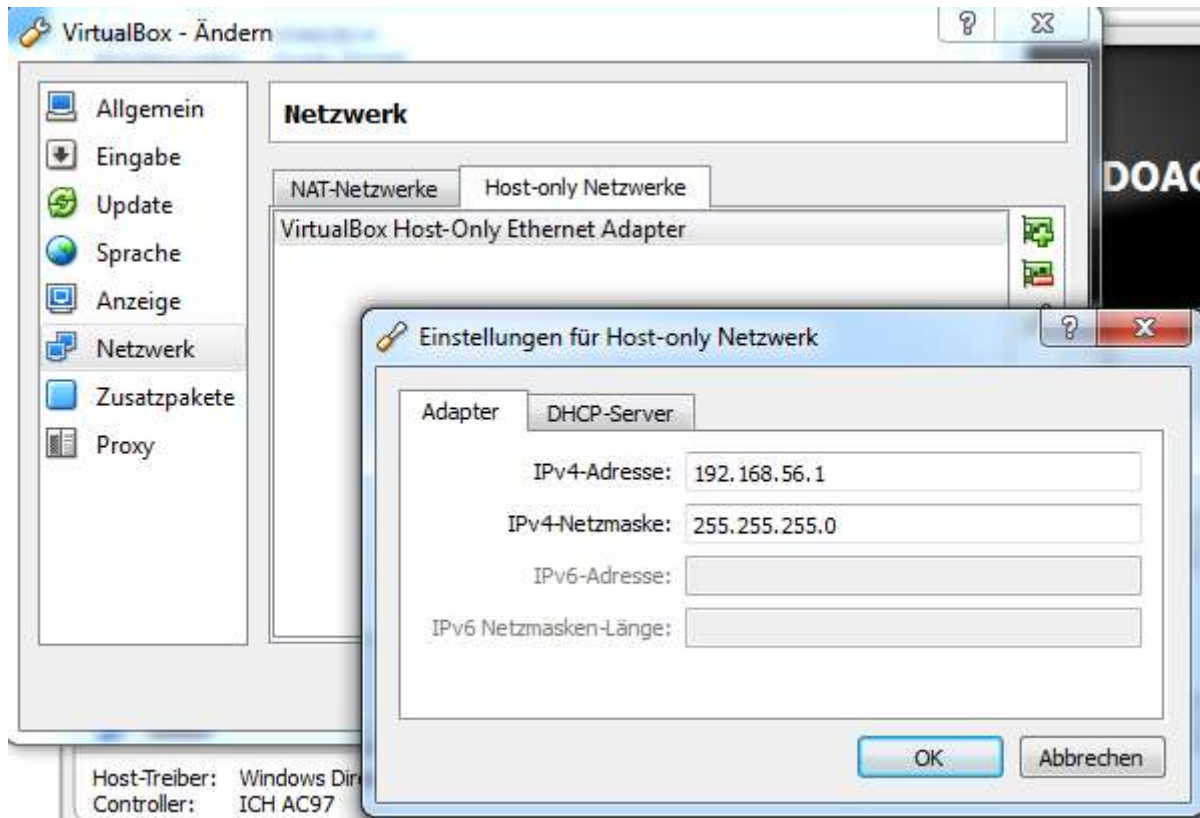 VirtualBox - Ändern
Allgemein
Eingabe
Update
Sprache
Anzeige
Netzwerk
Zusatzpakete
Proxy
Netzwerk
NAT-Netzwerke Host-only Netzwerke
VirtualBox Host-Only Ethernet Adapter
Einstellungen für Host-only Netzwerk
Adapter DHCP-Server
IPv4-Adresse: 192.168.56.1
IPv4-Netzmaske: 255.255.255.0
IPv6-Adresse:
IPv6 Netzmasken-Länge:
OK Abbrechen
Host-Treiber: Windows
Controller: ICH AC97